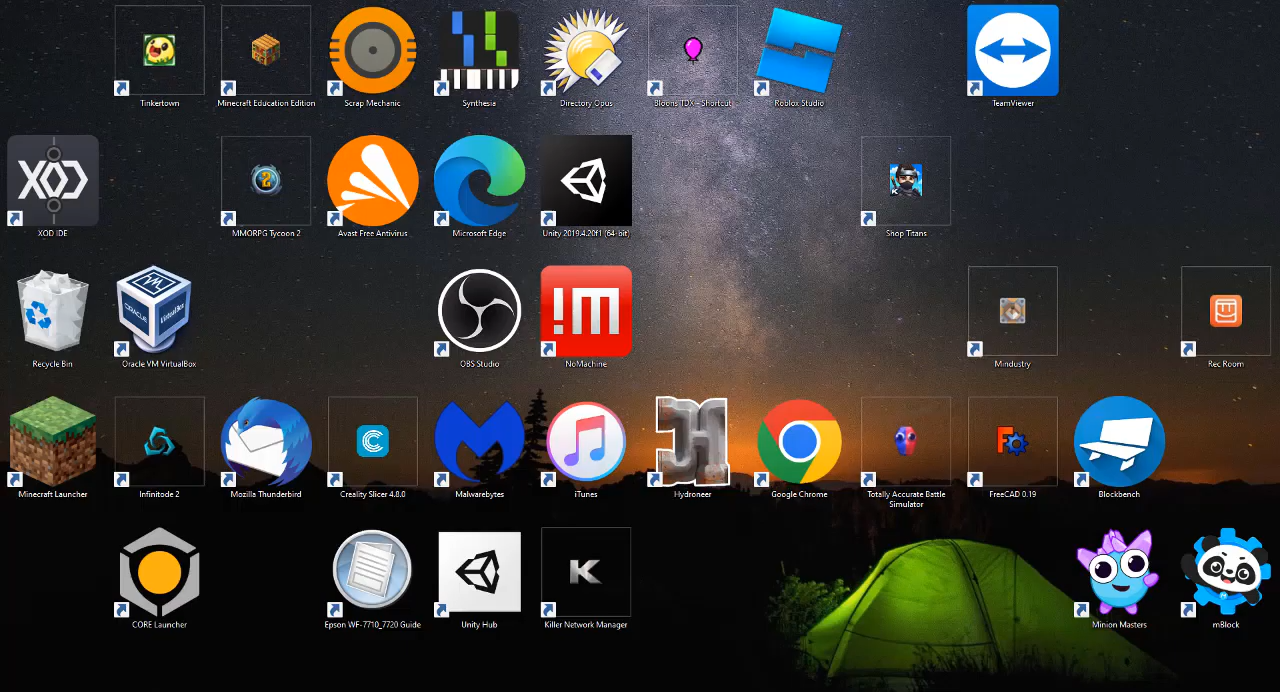 Tinkertown
Minecraft Education Edition
Scrap Mechanic
Synthesia
Directory Opus
Bloons TDX - Shortcut
Roblox Studio
TeamViewer
XOD
XOD IDE
2
MMORPG Tycoon 2
Avast Free Antivirus
Microsoft Edge
Unity 2019.4.20f1 (64-bit)
K
Shop Titans
Recycle Bin
ORACLE
VirtualBox
Oracle VM VirtualBox
OBS Studio
!M
NoMachine
Mindustry
Rec Room
Minecraft Launcher
Infinitode 2
Mozilla Thunderbird
C
Creality Slicer 4.8.0
Malwarebytes
iTunes
H
Hydroneer
Google Chrome
Totally Accurate Battle
Simulator
F
FreeCAD 0.19
Blockbench
CORE Launcher
Epson WF-7710_7720 Guide
Unity Hub
K
Killer Network Manager
Minion Masters
mBlock